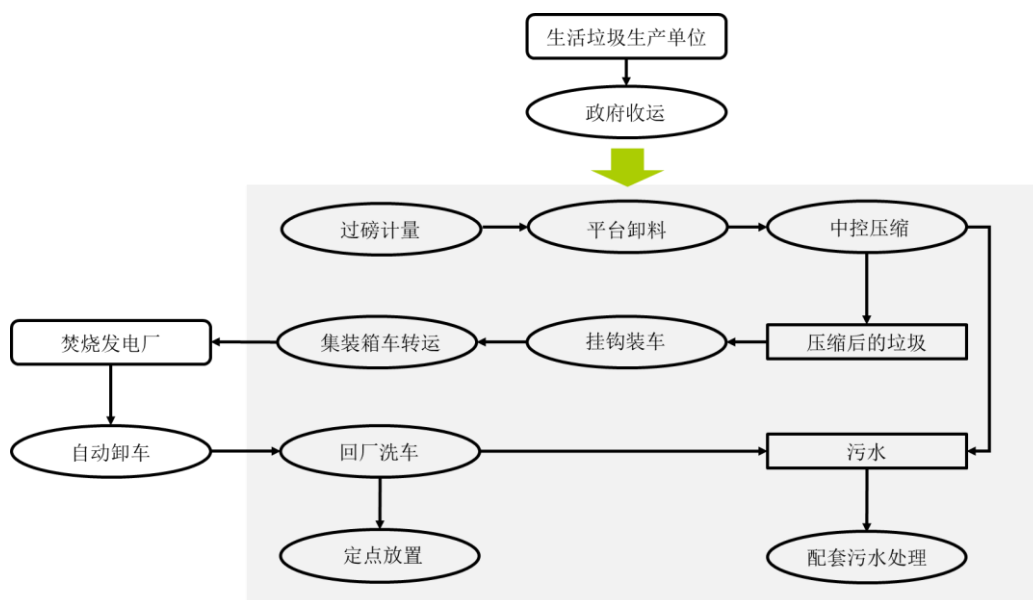 生活垃圾生产单位
政府收运
过磅计量
平台卸料
中控压缩
焚烧发电厂
集装箱车转运
挂钩装车
压缩后的垃圾
自动卸车
回厂洗车
污水
定点放置
配套污水处理